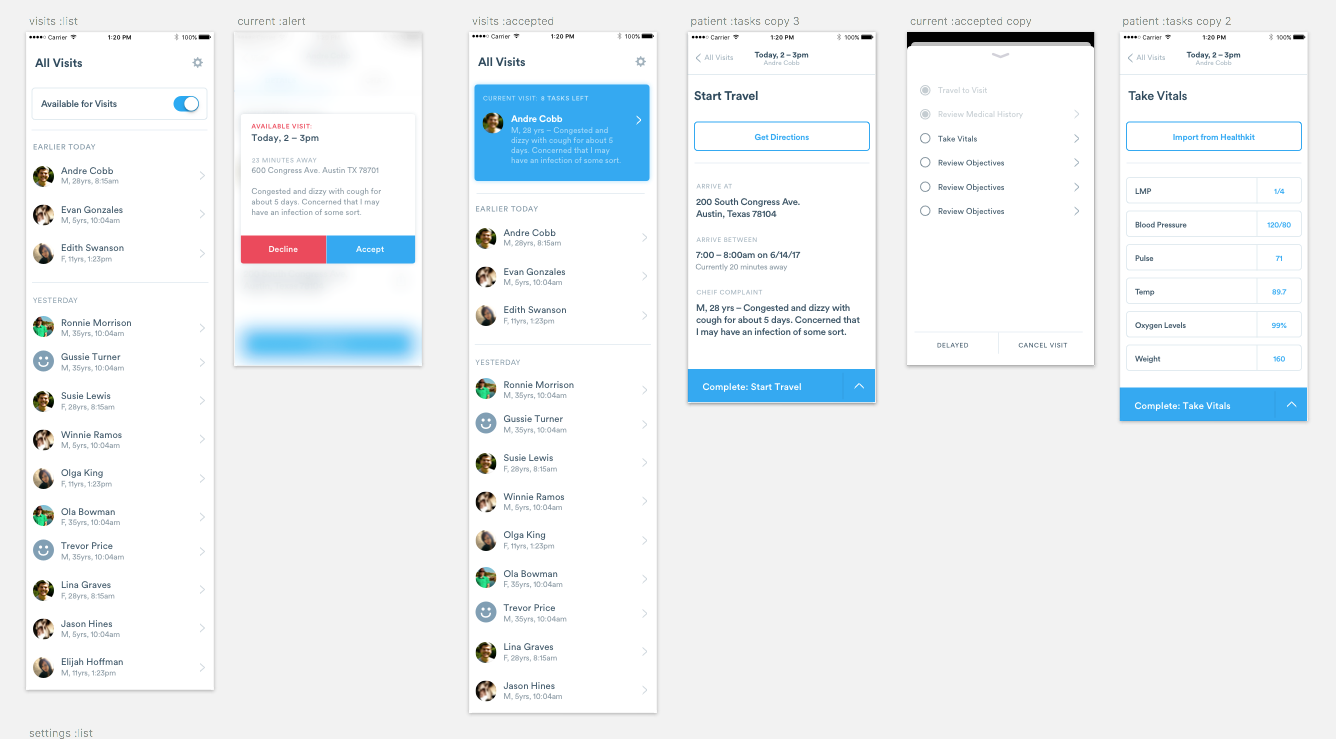 visits :list
●●●●○ Carrier 1:20 PM 100%
All Visits
Available for Visits
EARLIER TODAY
Andre Cobb
M, 28yrs, 8:15am
Evan Gonzales
M, 5yrs, 10:04am
Edith Swanson
F, 11yrs, 1:23pm
YESTERDAY
Ronnie Morrison
M, 35yrs, 10:04am
Gussie Turner
M, 35yrs, 10:04am
Susie Lewis
F, 28yrs, 8:15am
Winnie Ramos
M, 5yrs, 10:04am
Olga King
F, 11yrs, 1:23pm
Ola Bowman
F, 35yrs, 10:04am
Trevor Price
M, 35yrs, 10:04am
Lina Graves
F, 28yrs, 8:15am
Jason Hines
M, 5yrs, 10:04am
Elijah Hoffman
M, 11yrs, 1:23pm
settings :list
current :alert
AVAILABLE VISIT:
Today, 2 – 3pm
23 MINUTES AWAY
600 Congress Ave. Austin TX 78701
Congested and dizzy with cough for
about 5 days. Concerned that I may
have an infection of some sort.
Decline
Accept
visits :accepted
●●●●○ Carrier 1:20 PM 100%
All Visits
CURRENT VISIT: 8 TASKS LEFT
Andre Cobb
M, 28 yrs – Congested and
dizzy with cough for about 5
days. Concerned that I may
have an infection of some sort.
EARLIER TODAY
Andre Cobb
M, 28yrs, 8:15am
Evan Gonzales
M, 5yrs, 10:04am
Edith Swanson
F, 11yrs, 1:23pm
YESTERDAY
Ronnie Morrison
M, 35yrs, 10:04am
Gussie Turner
M, 35yrs, 10:04am
Susie Lewis
F, 28yrs, 8:15am
Winnie Ramos
M, 5yrs, 10:04am
Olga King
F, 11yrs, 1:23pm
Ola Bowman
F, 35yrs, 10:04am
Trevor Price
M, 35yrs, 10:04am
Lina Graves
F, 28yrs, 8:15am
Jason Hines
M, 5yrs, 10:04am
patient :tasks copy 3
●●●●○ Carrier 1:20 PM 100%
All Visits
Today, 2 – 3pm
Andre Cobb
Start Travel
Get Directions
ARRIVE AT
200 South Congress Ave.
Austin, Texas 78104
ARRIVE BETWEEN
7:00 – 8:00am on 6/14/17
Currently 20 minutes away
CHEIF COMPLAINT
M, 28 yrs – Congested and dizzy with
cough for about 5 days. Concerned that
I may have an infection of some sort.
Complete: Start Travel
current :accepted copy
Travel to Visit
Review Medical History
Take Vitals
Review Objectives
Review Objectives
Review Objectives
DELAYED
CANCEL VISIT
patient :tasks copy 2
●●●●○ Carrier 1:20 PM 100%
All Visits
Today, 2 – 3pm
Andre Cobb
Take Vitals
Import from Healthkit
LMP 1/4
Blood Pressure 120/80
Pulse 71
Temp 89.7
Oxygen Levels 99%
Weight 160
Complete: Take Vitals